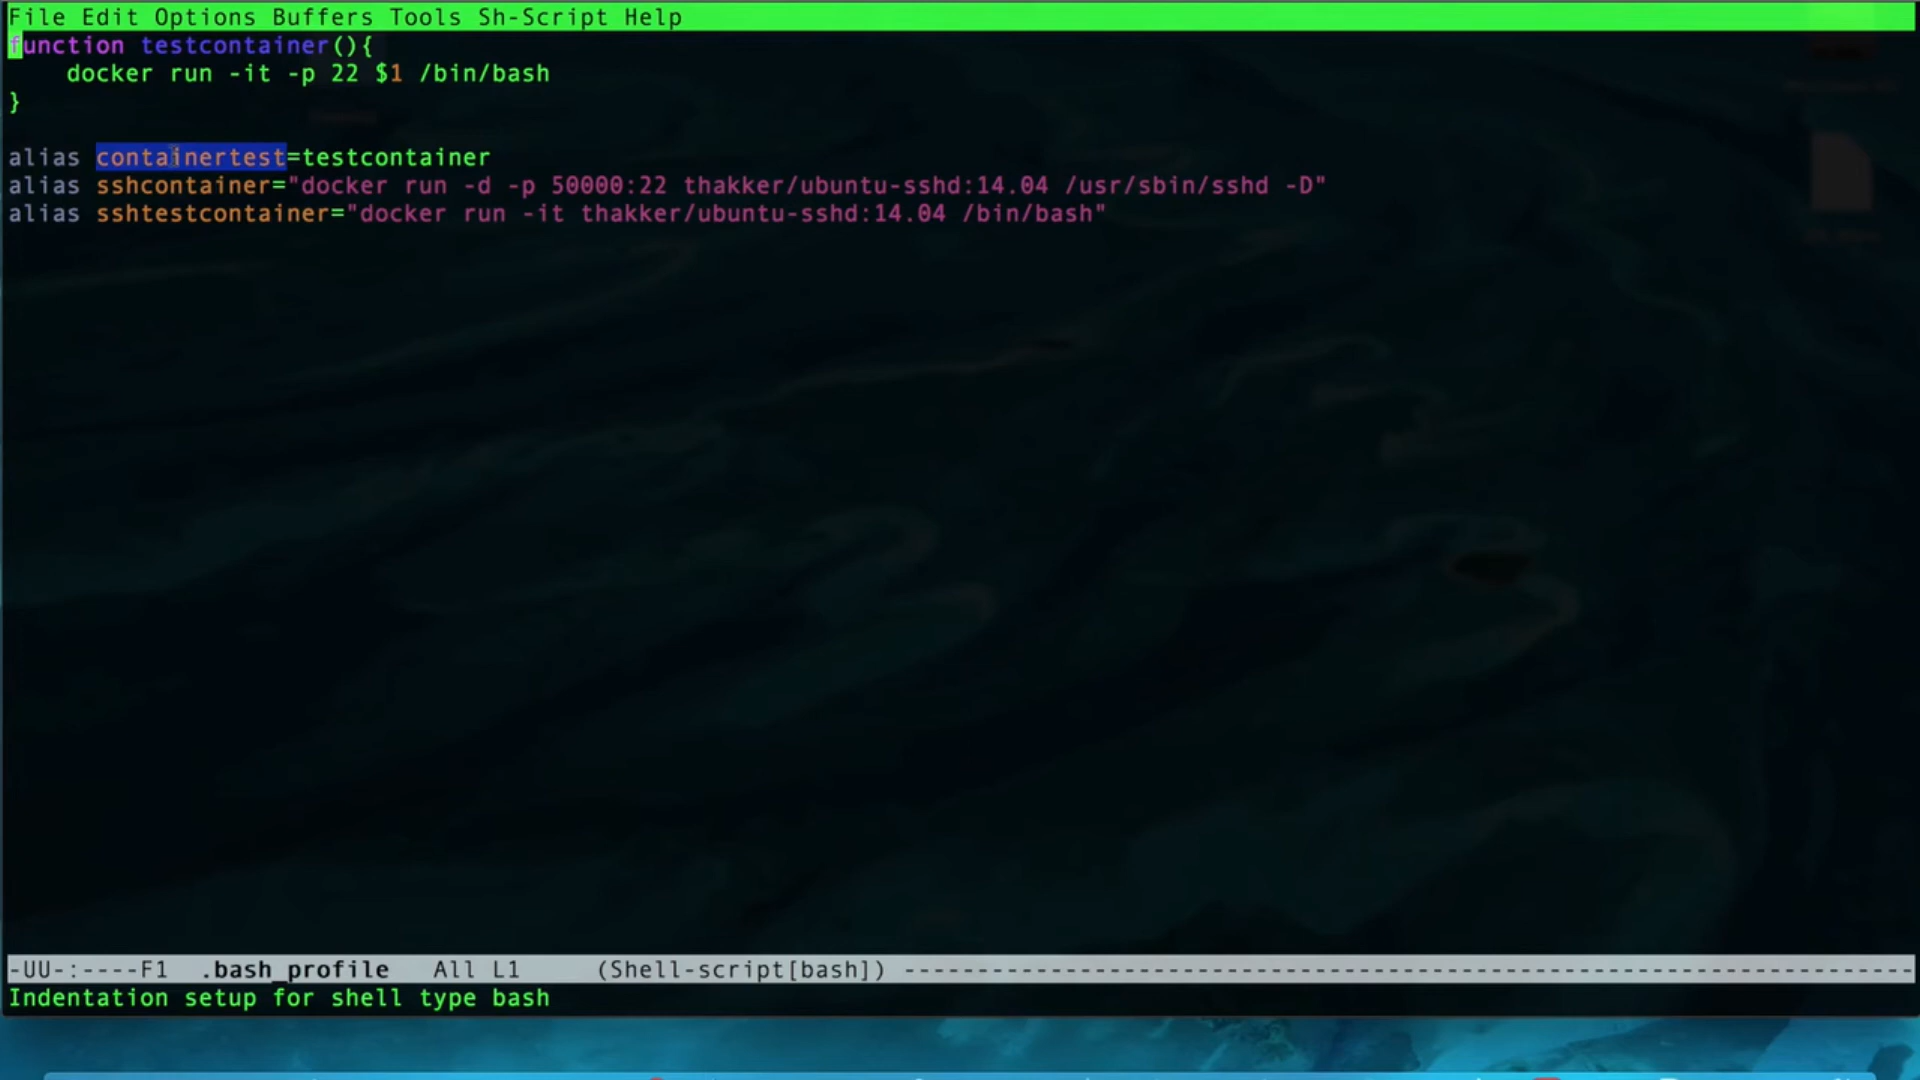 File Edit Options Buffers Tools Sh-Script Help
function testcontainer(){
    docker run -it -p 22 $1 /bin/bash
}
alias containertest=testcontainer
alias sshcontainer="docker run -d -p 50000:22 thakker/ubuntu-sshd:14.04 /usr/sbin/sshd -D"
alias sshtestcontainer="docker run -it thakker/ubuntu-sshd:14.04 /bin/bash"
-UU-:----F1  .bash_profile   All L1     (Shell-script[bash]) ---------------------------------------------------------------------
Indentation setup for shell type bash